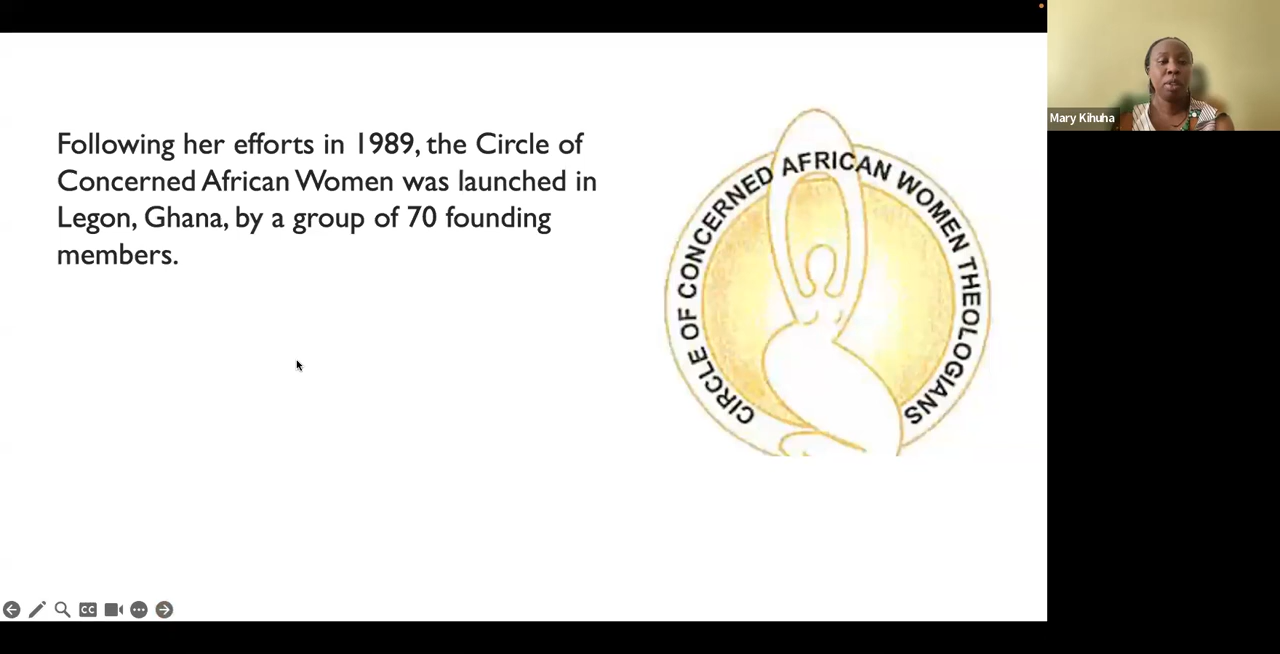 Following her efforts in 1989, the Circle of
Concerned African Women was launched in
Legon, Ghana, by a group of 70 founding
members.
CIRCLE OF CONCERNED AFRICAN WOMEN THEOLOGIANS
Mary Kihuha
CC